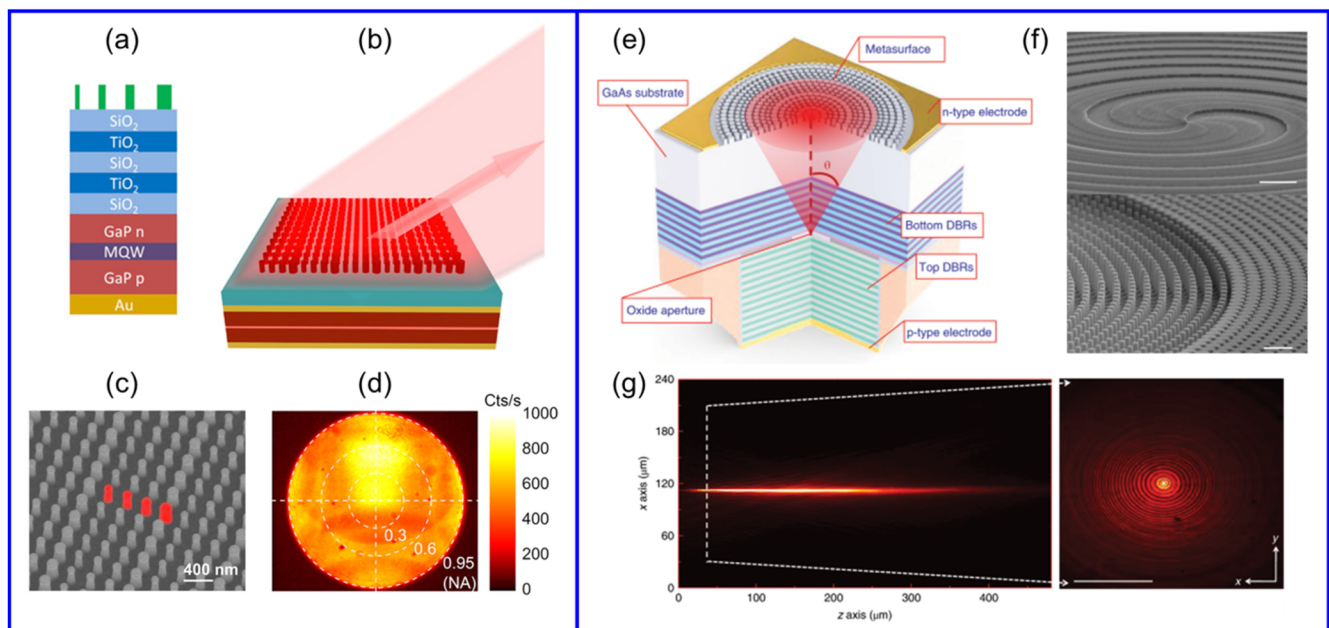 (a)
(b)
SiO2
TiO2
SiO2
TiO2
SiO2
GaP n
MQW
GaP p
Au
(c)
400 nm
(d)
Cts/s
1000
800
600
400
200
0
0.3
0.6
0.95
(NA)
(e)
Metasurface
GaAs substrate
n-type electrode
θ
Bottom DBRs
Top DBRs
Oxide aperture
p-type electrode
(f)
(g)
240
180
120
60
0
x axis (μm)
0
100
200
300
400
z axis (μm)
y
x